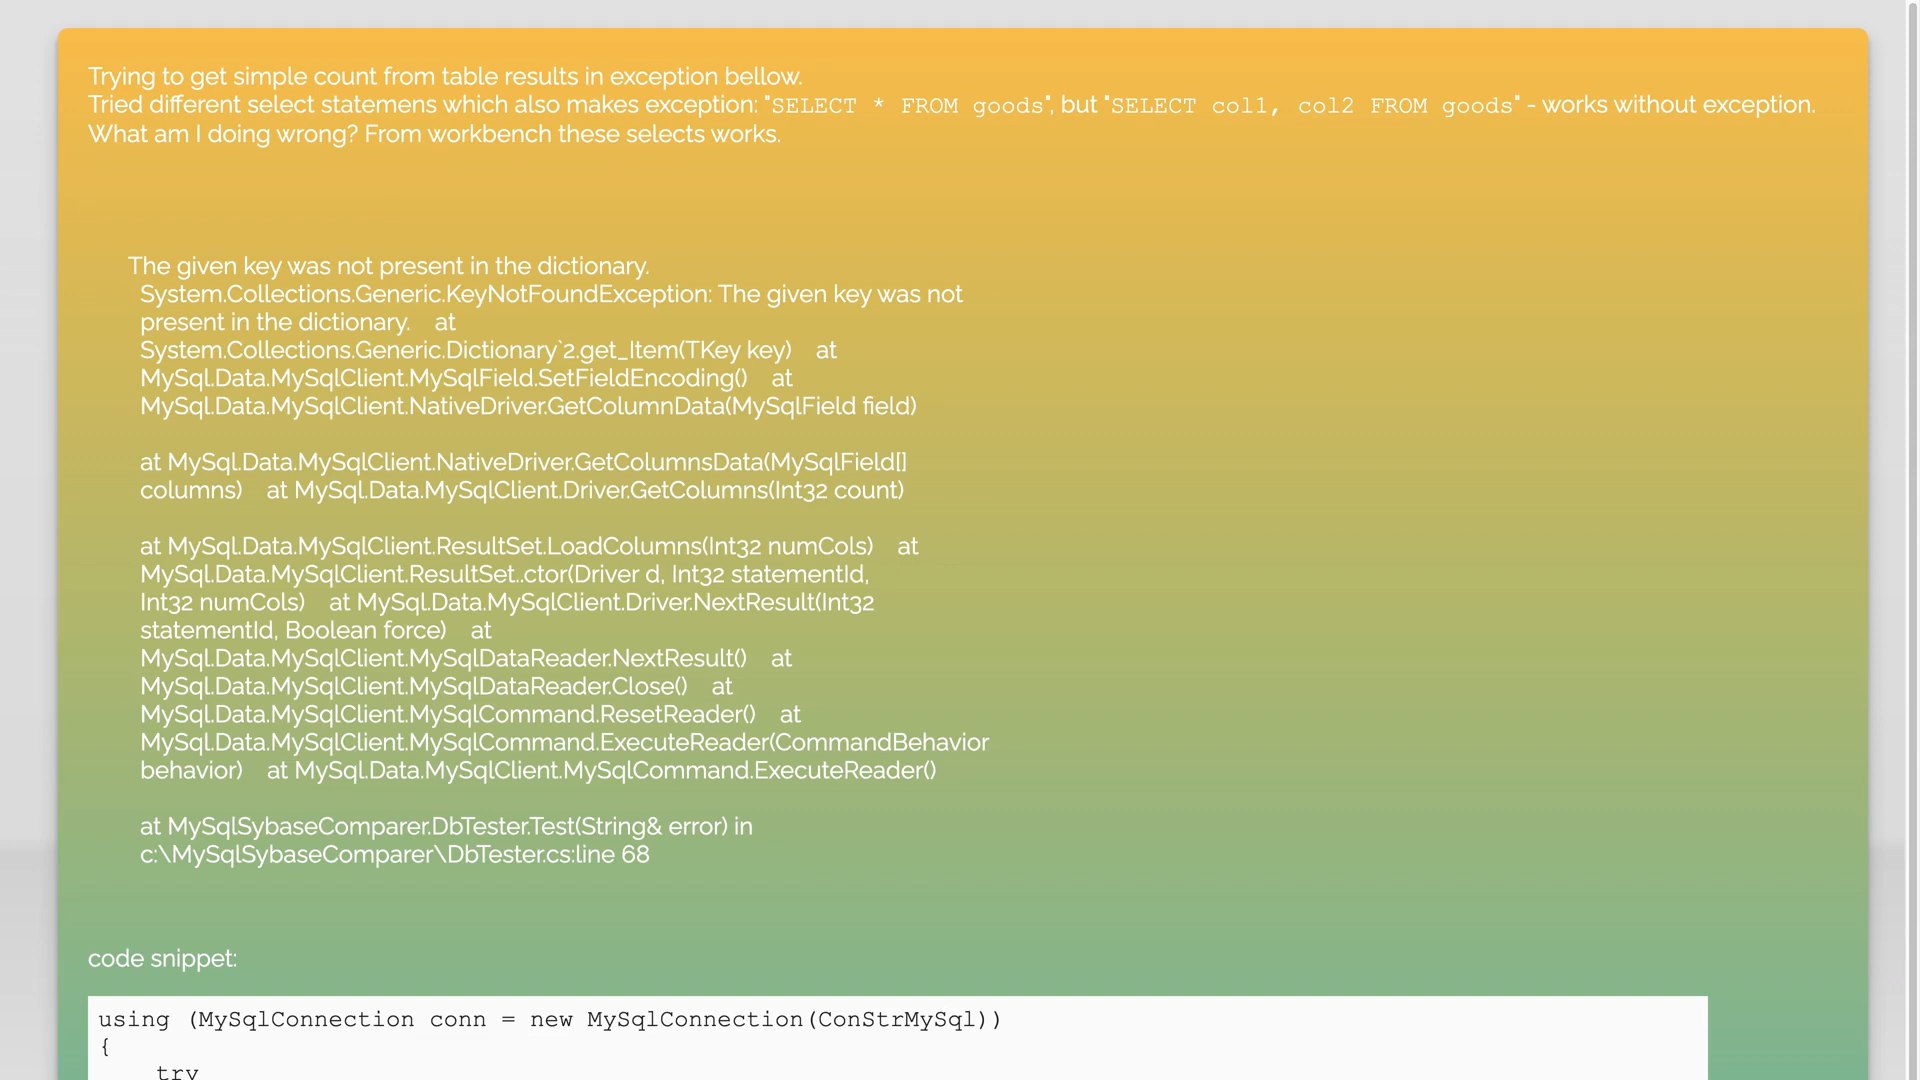 Trying to get simple count from table results in exception bellow.
Tried different select statemens which also makes exception: "SELECT * FROM goods", but "SELECT col1, col2 FROM goods" - works without exception.
What am I doing wrong? From workbench these selects works.
The given key was not present in the dictionary.
System.Collections.Generic.KeyNotFoundException: The given key was not
present in the dictionary.    at
System.Collections.Generic.Dictionary`2.get_Item(TKey key)    at
MySql.Data.MySqlClient.MySqlField.SetFieldEncoding()    at
MySql.Data.MySqlClient.NativeDriver.GetColumnData(MySqlField field)
at MySql.Data.MySqlClient.NativeDriver.GetColumnsData(MySqlField[]
columns)    at MySql.Data.MySqlClient.Driver.GetColumns(Int32 count)
at MySql.Data.MySqlClient.ResultSet.LoadColumns(Int32 numCols)    at
MySql.Data.MySqlClient.ResultSet..ctor(Driver d, Int32 statementId,
Int32 numCols)    at MySql.Data.MySqlClient.Driver.NextResult(Int32
statementId, Boolean force)    at
MySql.Data.MySqlClient.MySqlDataReader.NextResult()    at
MySql.Data.MySqlClient.MySqlDataReader.Close()    at
MySql.Data.MySqlClient.MySqlCommand.ResetReader()    at
MySql.Data.MySqlClient.MySqlCommand.ExecuteReader(CommandBehavior
behavior)    at MySql.Data.MySqlClient.MySqlCommand.ExecuteReader()
at MySqlSybaseComparer.DbTester.Test(String& error) in
c:\MySqlSybaseComparer\DbTester.cs:line 68
code snippet:
using (MySqlConnection conn = new MySqlConnection(ConStrMySql))
{
try